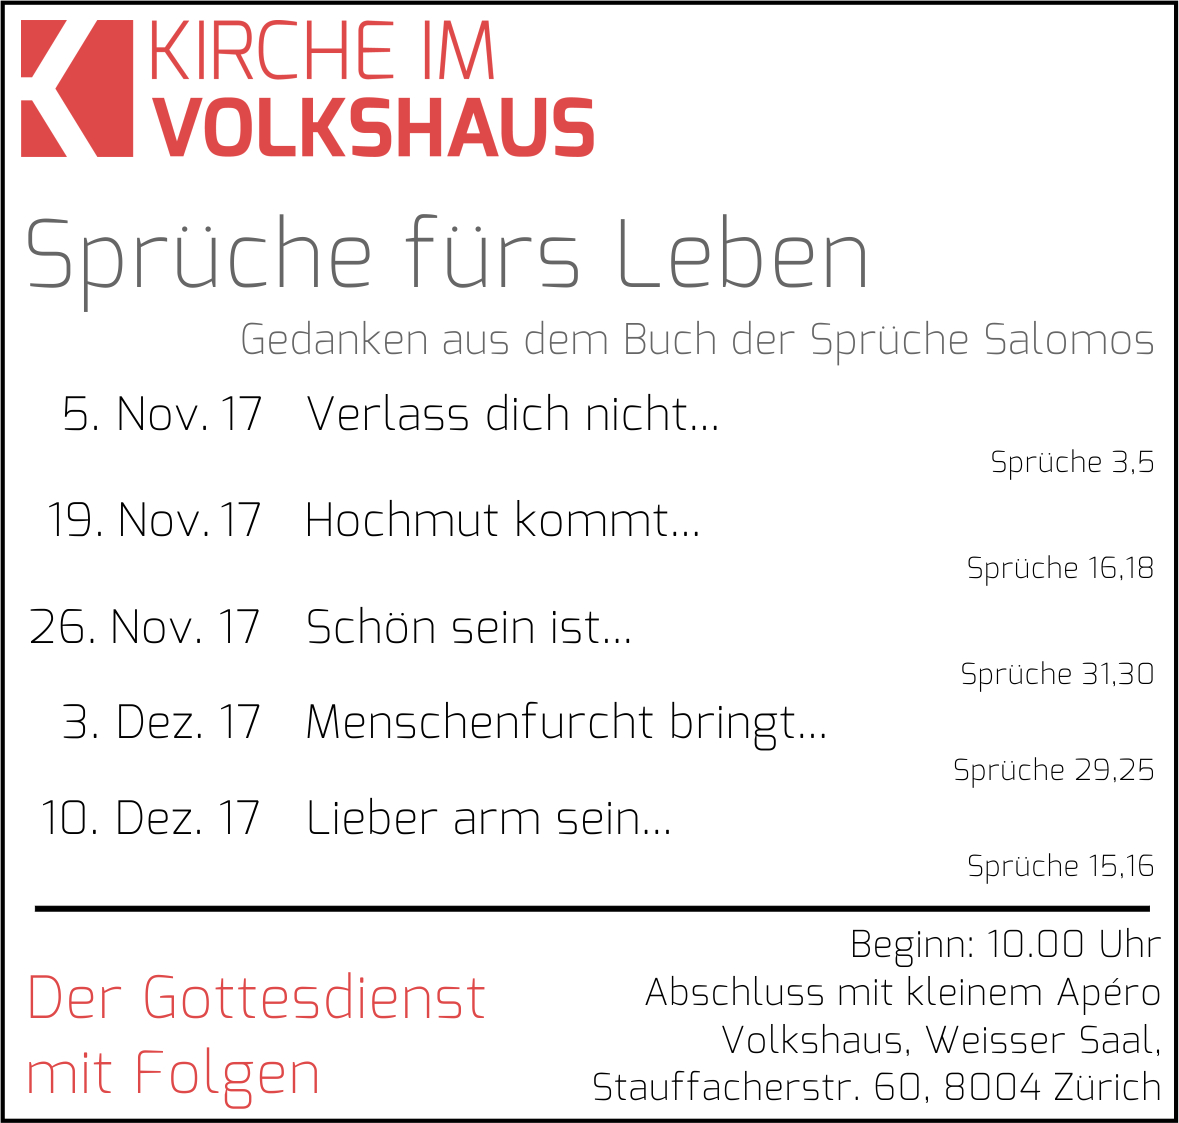 KIRCHE IM
VOLKSHAUS
Sprüche fürs Leben
Gedanken aus dem Buch der Sprüche Salomos
5. Nov. 17 Verlass dich nicht...
Sprüche 3,5
19. Nov. 17 Hochmut kommt...
Sprüche 16,18
26. Nov. 17 Schön sein ist...
Sprüche 31,30
3. Dez. 17 Menschenfurcht bringt...
Sprüche 29,25
10. Dez. 17 Lieber arm sein...
Sprüche 15,16
Der Gottesdienst
mit Folgen
Beginn: 10.00 Uhr
Abschluss mit kleinem Apéro
Volkshaus, Weisser Saal,
Stauffacherstr. 60, 8004 Zürich